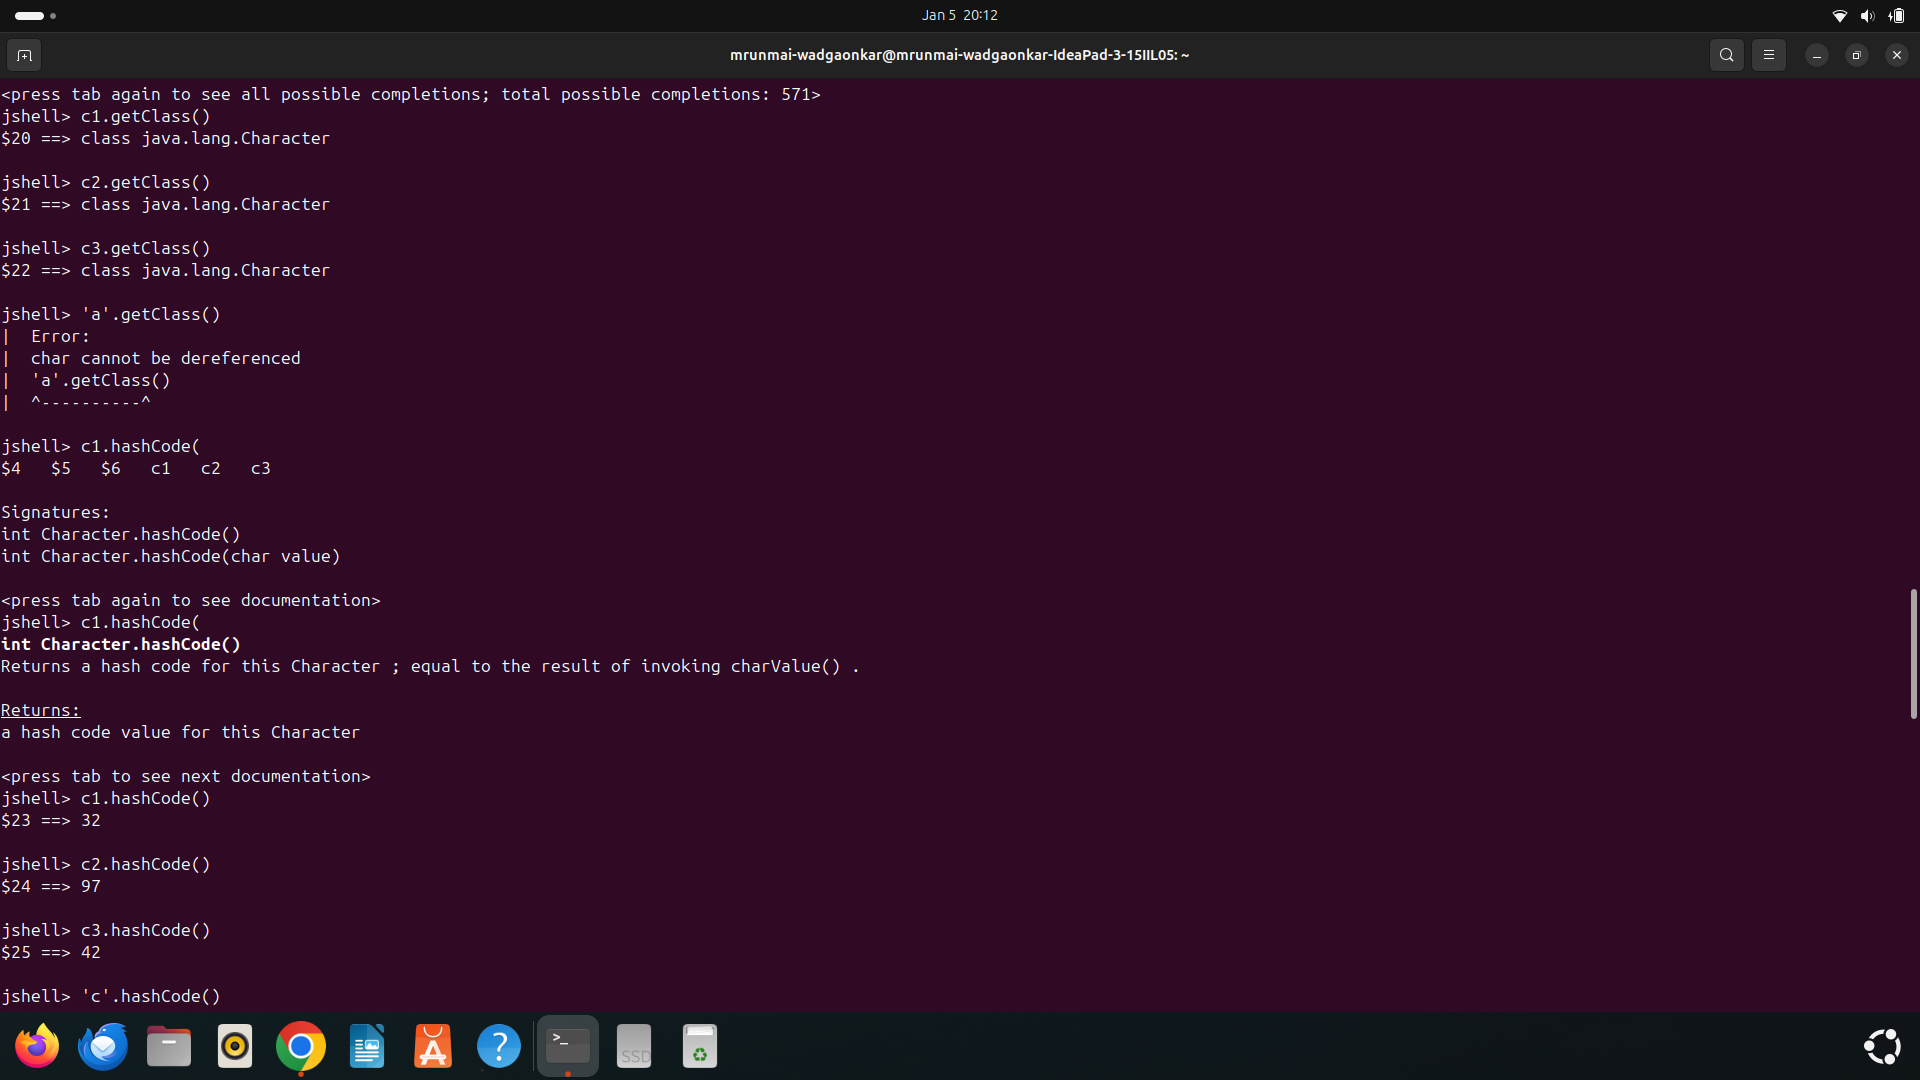 Jan 5 20:12
mrunmai-wadgaonkar@mrunmai-wadgaonkar-IdeaPad-3-15IIL05: ~
<press tab again to see all possible completions; total possible completions: 571>
jshell> c1.getClass()
$20 ==> class java.lang.Character
jshell> c2.getClass()
$21 ==> class java.lang.Character
jshell> c3.getClass()
$22 ==> class java.lang.Character
jshell> 'a'.getClass()
|  Error:
|  char cannot be dereferenced
|  'a'.getClass()
|  ^----------^
jshell> c1.hashCode(
$4   $5   $6   c1   c2   c3
Signatures:
int Character.hashCode()
int Character.hashCode(char value)
<press tab again to see documentation>
jshell> c1.hashCode(
int Character.hashCode()
Returns a hash code for this Character ; equal to the result of invoking charValue() .
Returns:
a hash code value for this Character
<press tab to see next documentation>
jshell> c1.hashCode()
$23 ==> 32
jshell> c2.hashCode()
$24 ==> 97
jshell> c3.hashCode()
$25 ==> 42
jshell> 'c'.hashCode()
SSD